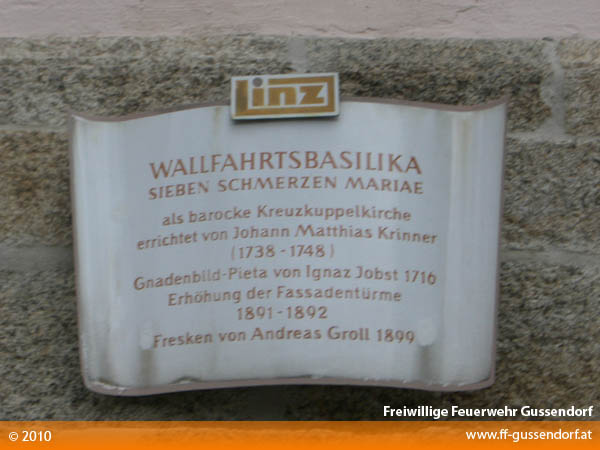 linz
WALLFAHRTSBASILIKA
SIEBEN SCHMERZEN MARIAE
als barocke Kreuzkuppelkirche
errichtet von Johann Matthias Krinner
(1738 - 1748)
Gnadenbild-Pieta von Ignaz Jobst 1716
Erhöhung der Fassadentürme
1891 - 1892
Fresken von Andreas Groll 1899
Freiwillige Feuerwehr Gussendorf
© 2010 www.ff-gussendorf.at